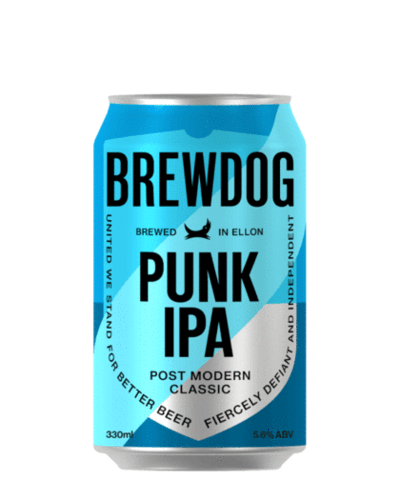 BREWDOG
BREWED IN ELLON
PUNK
IPA
POST MODERN
CLASSIC
UNITED WE STAND FOR BETTER BEER
FIERCELY DEFIANT AND INDEPENDENT
330ml
5.6% ABV